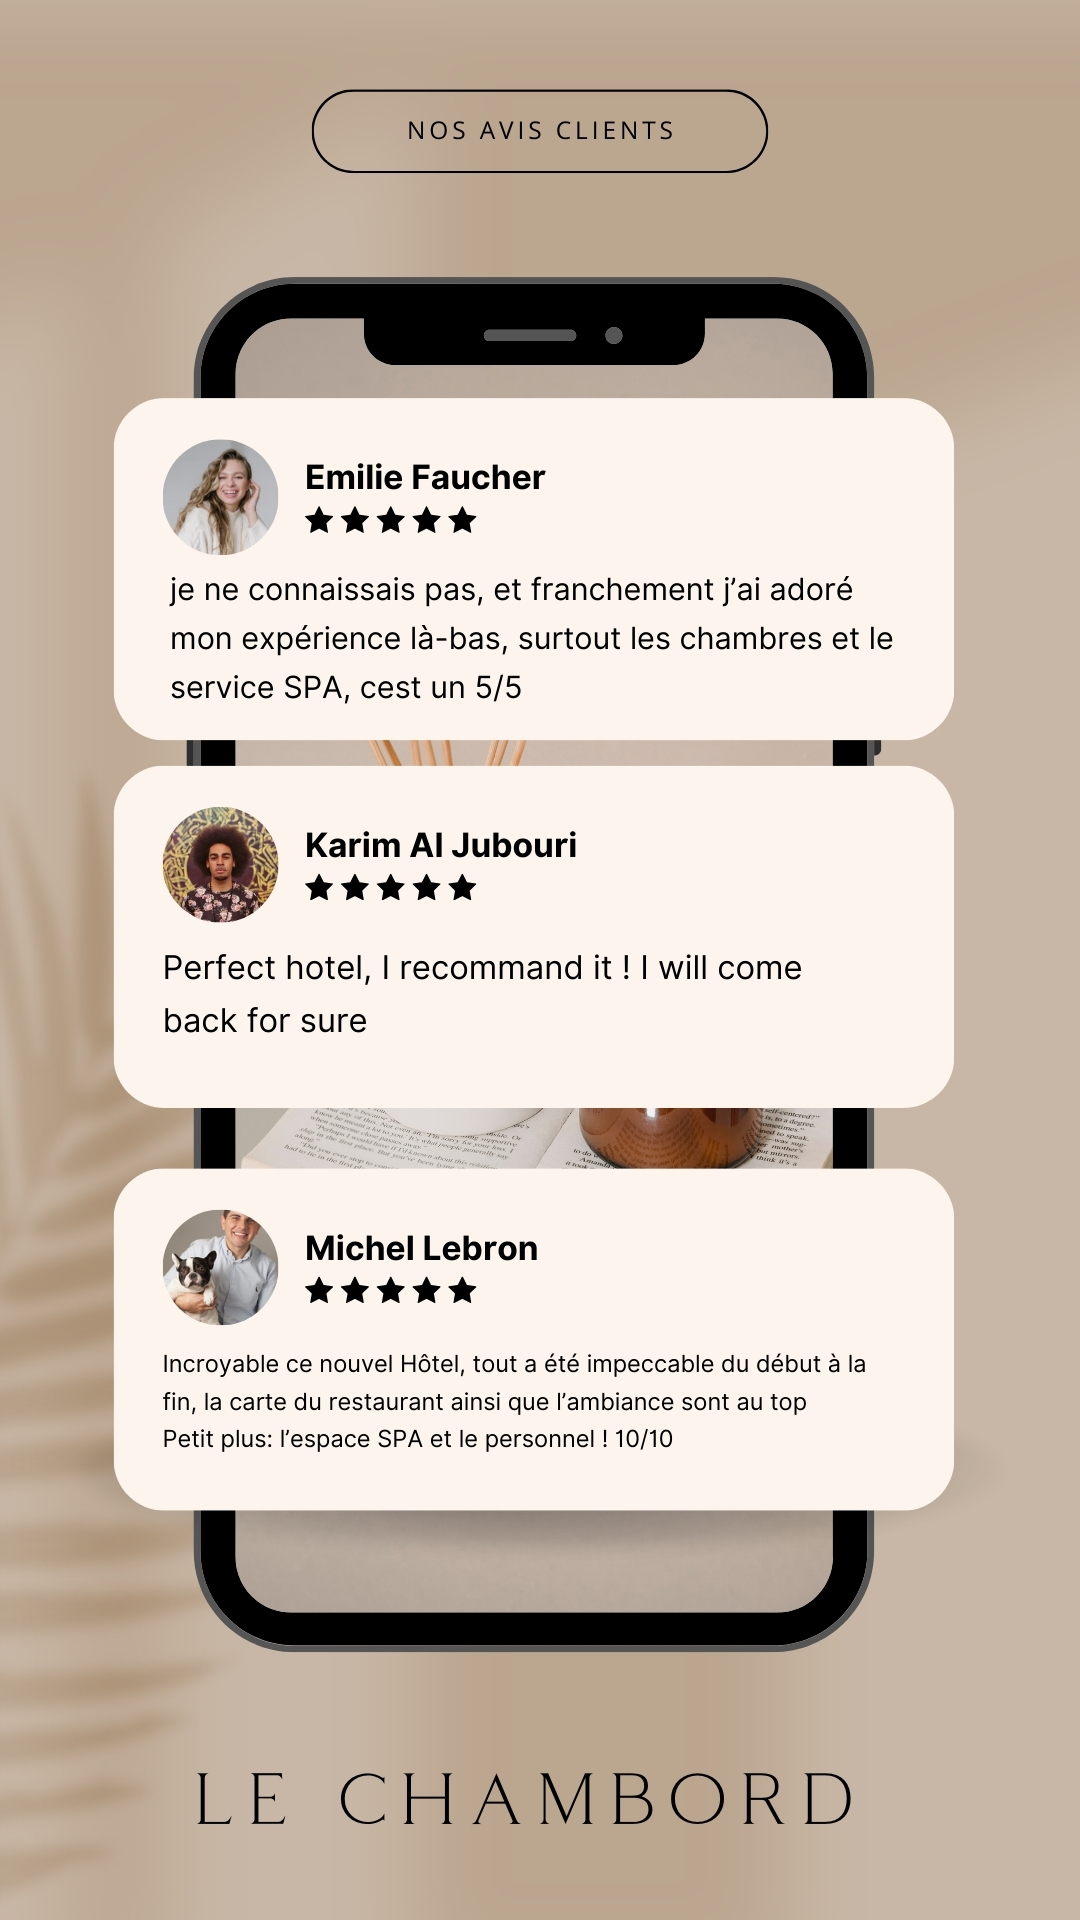 NOS AVIS CLIENTS
Emilie Faucher
★★★★★
je ne connaissais pas, et franchement j’ai adoré
mon expérience là-bas, surtout les chambres et le
service SPA, cest un 5/5
Karim Al Jubouri
★★★★★
Perfect hotel, I recommand it ! I will come
back for sure
Michel Lebron
★★★★★
Incroyable ce nouvel Hôtel, tout a été impeccable du début à la
fin, la carte du restaurant ainsi que l’ambiance sont au top
Petit plus: l’espace SPA et le personnel ! 10/10
LE CHAMBORD